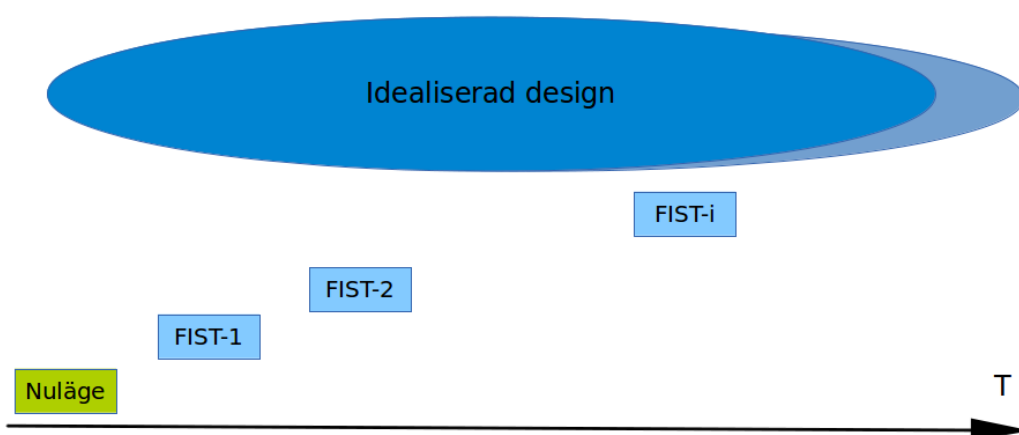 Idealiserad design
FIST-i
FIST-2
FIST-1
Nuläge
T